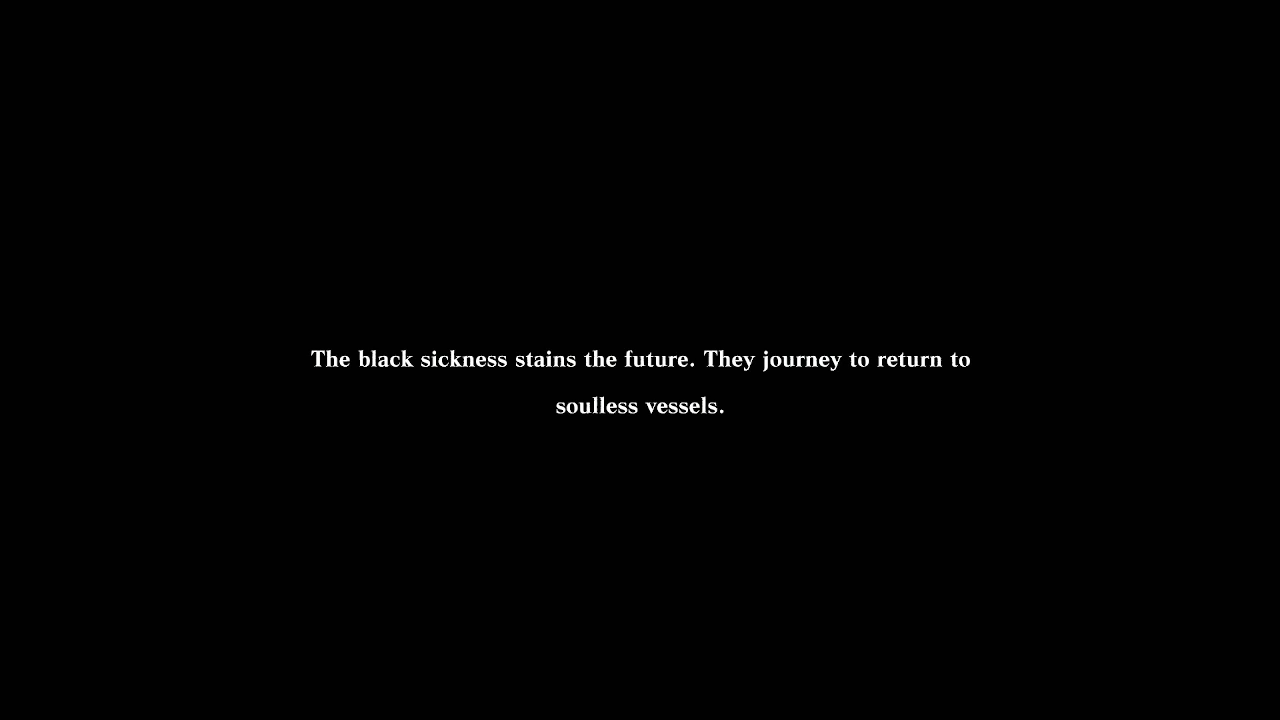 The black sickness stains the future. They journey to return to
soulless vessels.